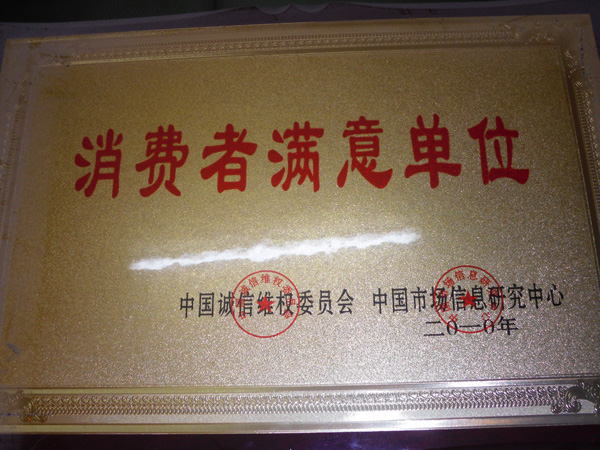 消费者满意单位
中国诚信维权委员会 中国市场信息研究中心
二〇一〇年